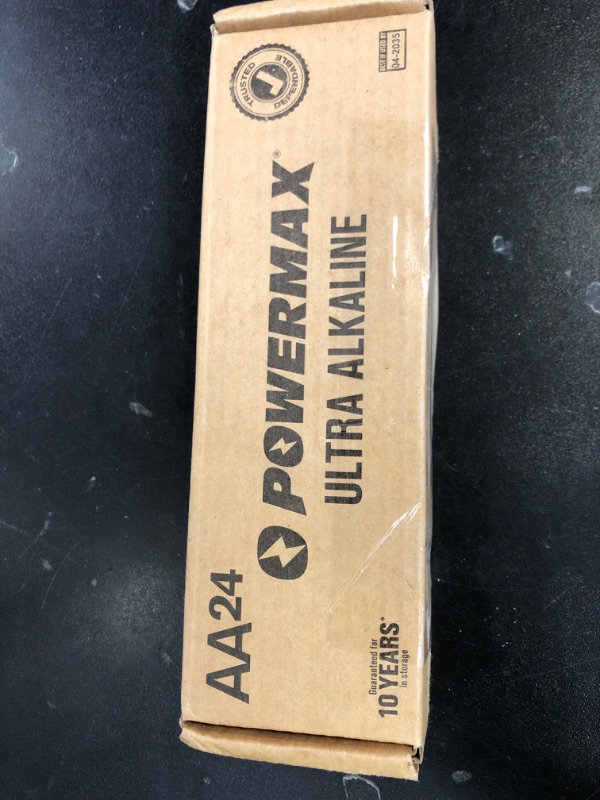 AA24
POWERMAX®
ULTRA ALKALINE
Guaranteed for
10 YEARS*
in storage
TRUSTED
J
DEPENDABLE
04-2035